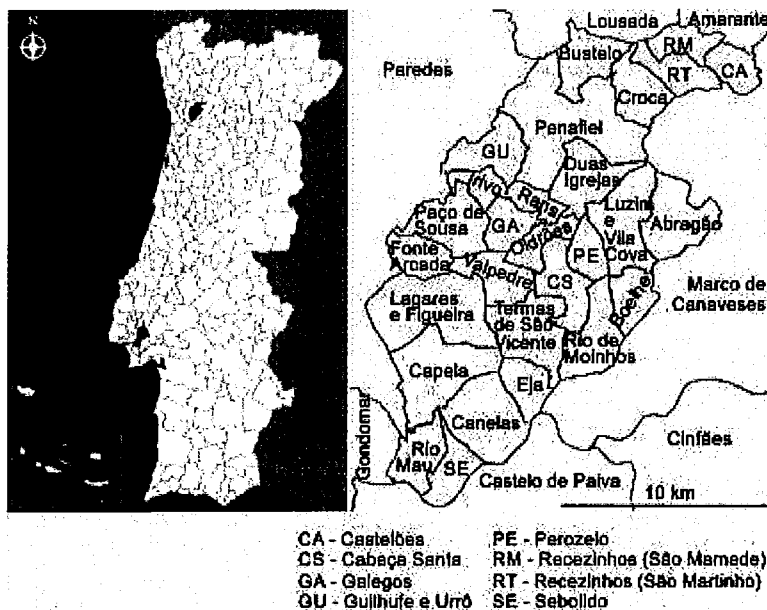 N
Lousada
Amarante
Paredes
Bustelo
RM
RT
CA
Croca
Penafiel
GU
Duas
Igrejas
Irivo
Rans
Luzim
e
Vila
Cova
Abragão
Paço de
Sousa
GA
Oldrões
PE
Fonte
Arcada
Valpedre
CS
Boelhe
Marco de
Canaveses
Lagares
e Figueira
Termas
de São
Vicente
Rio de
Moinhos
Capela
Eja
Gondomar
Canelas
Cinfães
Rio
Mau
SE
Castelo de Paiva
10 km
CA - Castelões
PE - Perozelo
CS - Cabeça Santa
RM - Recezinhos (São Mamede)
GA - Galegos
RT - Recezinhos (São Martinho)
GU - Guilhufe e Urrô
SE - Sebolido